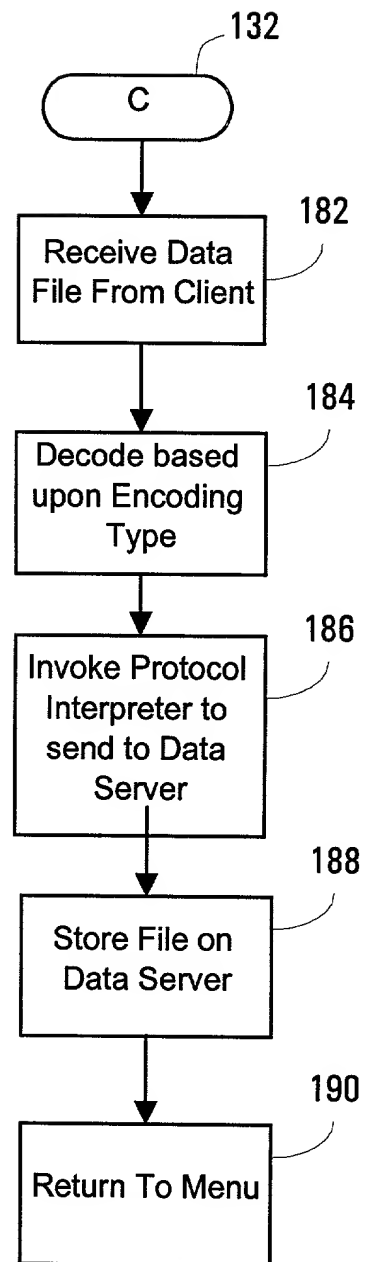 132
C
182
Receive Data
File From Client
184
Decode based
upon Encoding
Type
186
Invoke Protocol
Interpreter to
send to Data
Server
188
Store File on
Data Server
190
Return To Menu